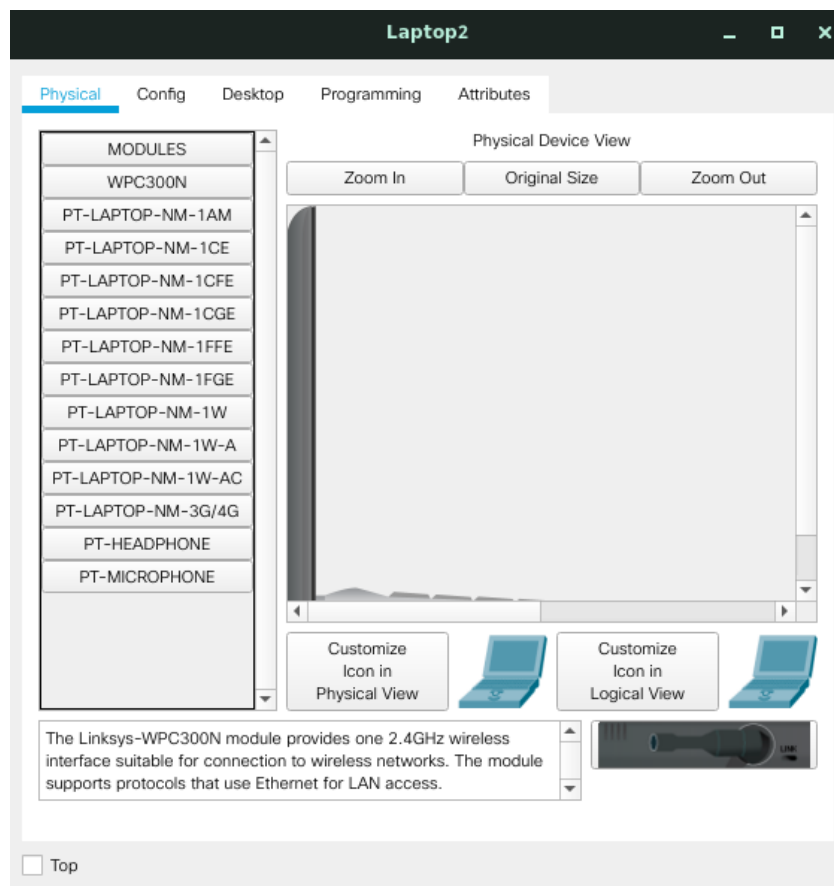 Laptop2
Physical Config Desktop Programming Attributes
MODULES
WPC300N
PT-LAPTOP-NM-1AM
PT-LAPTOP-NM-1CE
PT-LAPTOP-NM-1CFE
PT-LAPTOP-NM-1CGE
PT-LAPTOP-NM-1FFE
PT-LAPTOP-NM-1FGE
PT-LAPTOP-NM-1W
PT-LAPTOP-NM-1W-A
PT-LAPTOP-NM-1W-AC
PT-LAPTOP-NM-3G/4G
PT-HEADPHONE
PT-MICROPHONE
Physical Device View
Zoom In Original Size Zoom Out
Customize
Icon in
Physical View
Customize
Icon in
Logical View
The Linksys-WPC300N module provides one 2.4GHz wireless
interface suitable for connection to wireless networks. The module
supports protocols that use Ethernet for LAN access.
LINK
Top